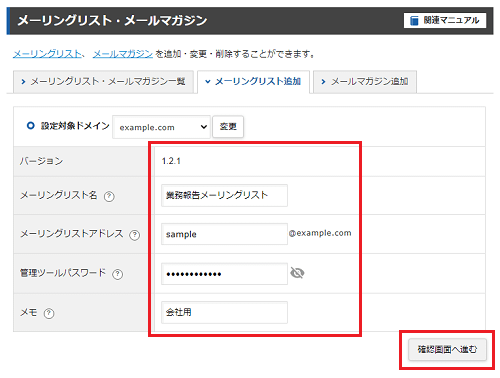 メーリングリスト・メールマガジン
関連マニュアル
メーリングリスト、 メールマガジン を追加・変更・削除することができます。
メーリングリスト・メールマガジン一覧
メーリングリスト追加
メールマガジン追加
設定対象ドメイン example.com 変更
バージョン 1.2.1
メーリングリスト名 ? 業務報告メーリングリスト
メーリングリストアドレス ? sample @example.com
管理ツールパスワード ? ••••••••••••
メモ ? 会社用
確認画面へ進む